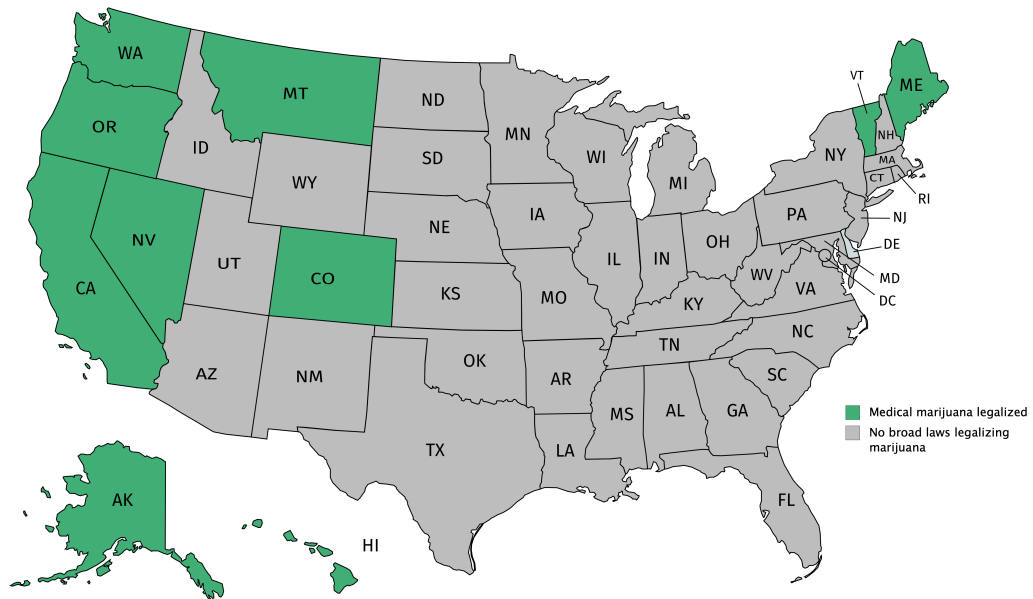 WA
MT
ND
MN
ME
VT
OR
ID
SD
WI
NH
NY
MA
WY
MI
CT
RI
IA
PA
NJ
NE
NV
OH
DE
UT
CO
IL
IN
WV
MD
CA
KS
MO
VA
DC
KY
NC
TN
OK
AZ
NM
AR
SC
MS
AL
GA
Medical marijuana legalized
No broad laws legalizing
marijuana
TX
LA
AK
FL
HI